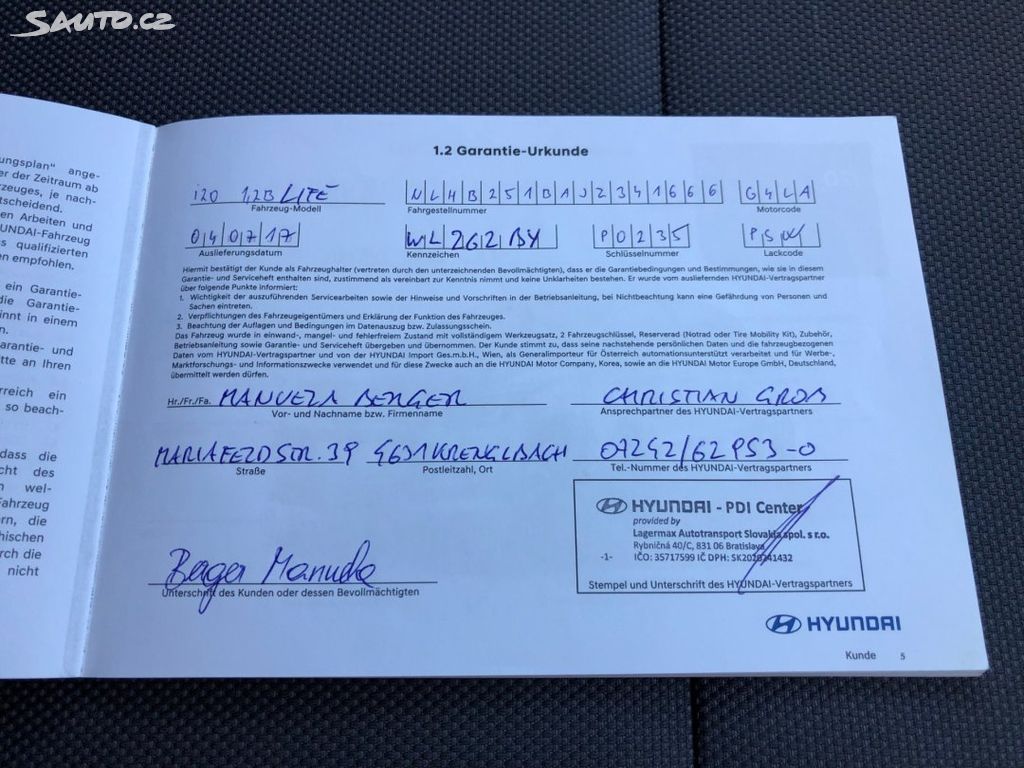 SAUTO.CZ
ungsplan" ange-
er der Zeitraum ab
zeuges, je nach-
tscheidend.
en Arbeiten und
UNDAI-Fahrzeug
s qualifizierten
en empfohlen.
ein Garantie-
die Garantie-
innt in einem
n.
arantie- und
tte an Ihren
rreich ein
so beach-
dass die
cht des
n wel-
Fahrzeug
rn, die
hischen
rch die
nicht
1.2 Garantie-Urkunde
i20 1,2B LIFE NLHB251BAJZ341666 G4LA
Fahrzeug-Modell Fahrgestellnummer Motorcode
040717 WL262BY P0235
Auslieferungsdatum Kennzeichen Schlüsselnummer Lackcode
Hiermit bestätigt der Kunde als Fahrzeughalter (vertreten durch den unterzeichnenden Bevollmächtigten), dass er die Garantiebedingungen und Bestimmungen, wie sie in diesem
Garantie- und Serviceheft enthalten sind, zustimmend als vereinbart zur Kenntnis nimmt und keine Unklarheiten bestehen. Er wurde vom ausliefernden HYUNDAI-Vertragspartner
über folgende Punkte informiert:
1. Wichtigkeit der auszuführenden Servicearbeiten sowie der Hinweise und Vorschriften in der Betriebsanleitung, bei Nichtbeachtung kann eine Gefährdung von Personen und
Sachen eintreten.
2. Verpflichtungen des Fahrzeugeigentümers und Erklärung der Funktion des Fahrzeuges.
3. Beachtung der Auflagen und Bedingungen im Datenauszug bzw. Zulassungsschein.
Das Fahrzeug wurde in einwand-, mangel- und fehlerfreiem Zustand mit vollständigem Werkzeugsatz, 2 Fahrzeugschlüssel, Reserverad (Notrad oder Tire Mobility Kit), Zubehör,
Betriebsanleitung sowie Garantie- und Serviceheft übergeben und übernommen. Der Kunde stimmt zu, dass seine nachstehende persönlichen Daten und die fahrzeugbezogenen
Daten vom HYUNDAI-Vertragspartner und von der HYUNDAI Import Ges.m.b.H., Wien, als Generalimporteur für Österreich automationsunterstützt verarbeitet und für Werbe-,
Marktforschungs- und Informationszwecke verwendet und für diese Zwecke auch an die HYUNDAI Motor Company, Korea, sowie an die HYUNDAI Motor Europe GmbH, Deutschland,
übermittelt werden dürfen.
Hr./Fr./Fa. MANUELA BERGER CHRISTIAN GROß
Vor- und Nachname bzw. Firmenname Ansprechpartner des HYUNDAI-Vertragspartners
MARIAFELDSTR. 39 4631 KRENGLBACH 07242/62953-0
Straße Postleitzahl, Ort Tel.-Nummer des HYUNDAI-Vertragspartners
HYUNDAI - PDI Center
provided by
Lagermax Autotransport Slovakia spol. s r.o.
Rybničná 40/C, 831 06 Bratislava
-1- IČO: 35717599 IČ DPH: SK2020241432
Berger Manuela
Unterschrift des Kunden oder dessen Bevollmächtigten Stempel und Unterschrift des HYUNDAI-Vertragspartners
HYUNDAI
Kunde 5